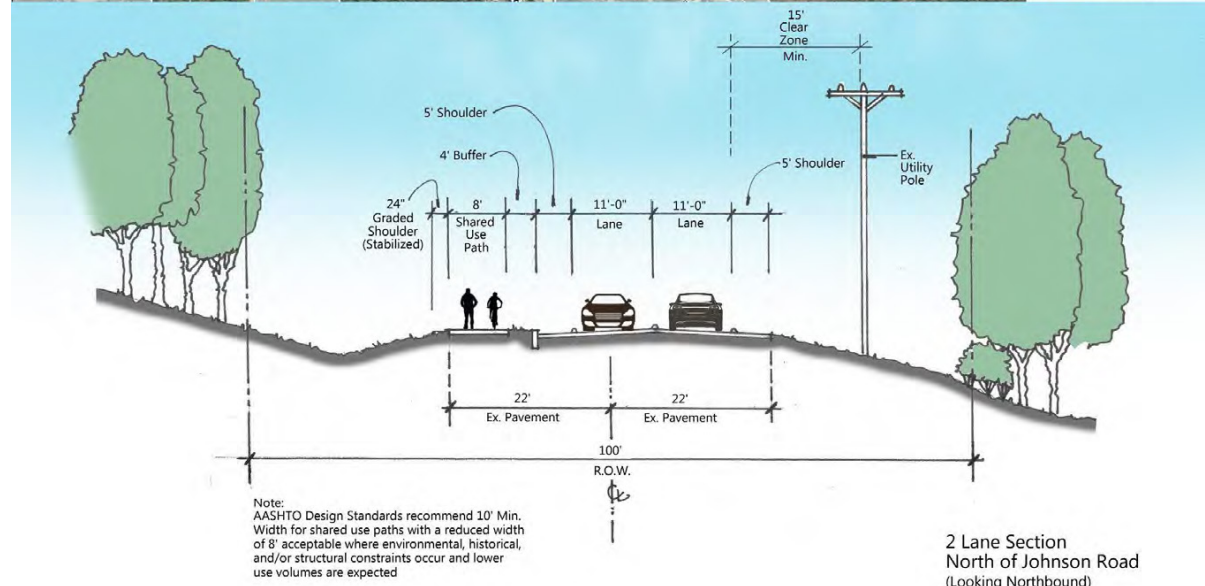 15'
Clear
Zone
Min.
5' Shoulder
4' Buffer
5' Shoulder
Ex.
Utility
Pole
24"
Graded
Shoulder
(Stabilized)
8'
Shared
Use
Path
11'-0"
Lane
11'-0"
Lane
22'
Ex. Pavement
22'
Ex. Pavement
100'
R.O.W.
Note:
AASHTO Design Standards recommend 10' Min.
Width for shared use paths with a reduced width
of 8' acceptable where environmental, historical,
and/or structural constraints occur and lower
use volumes are expected
2 Lane Section
North of Johnson Road
(Looking Northbound)